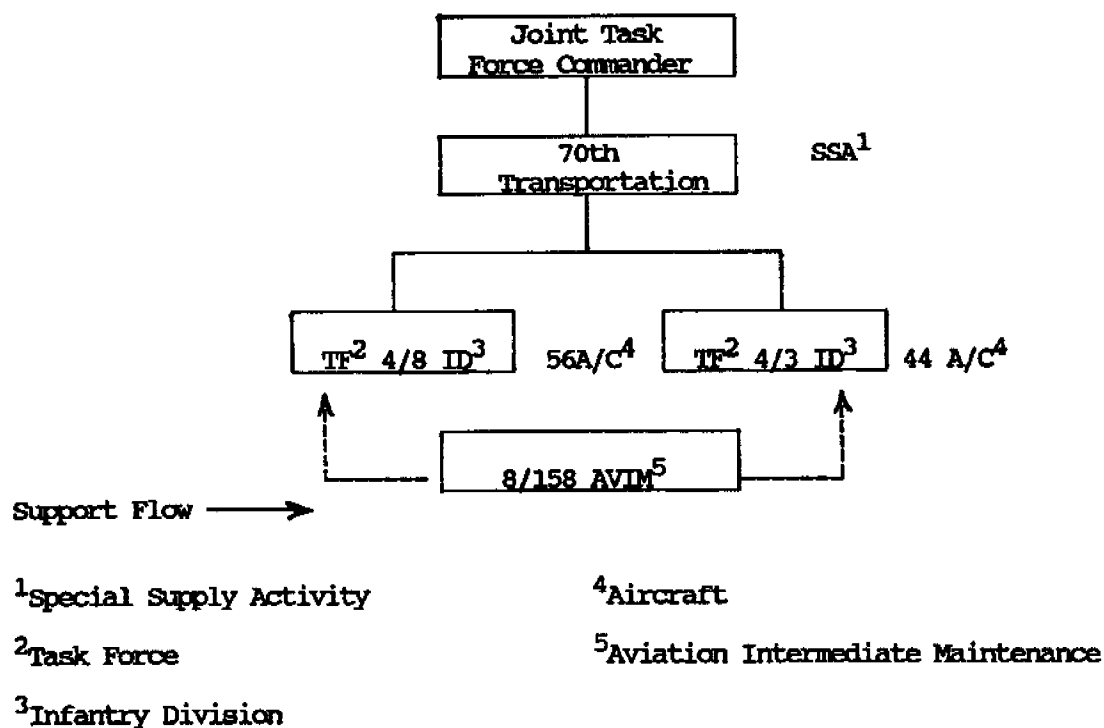 Joint Task
Force Commander
70th
Transportation
SSA¹
TF² 4/8 ID³
56A/C⁴
TF² 4/3 ID³
44 A/C⁴
8/158 AVIM⁵
Support Flow
¹Special Supply Activity
⁴Aircraft
²Task Force
⁵Aviation Intermediate Maintenance
³Infantry Division